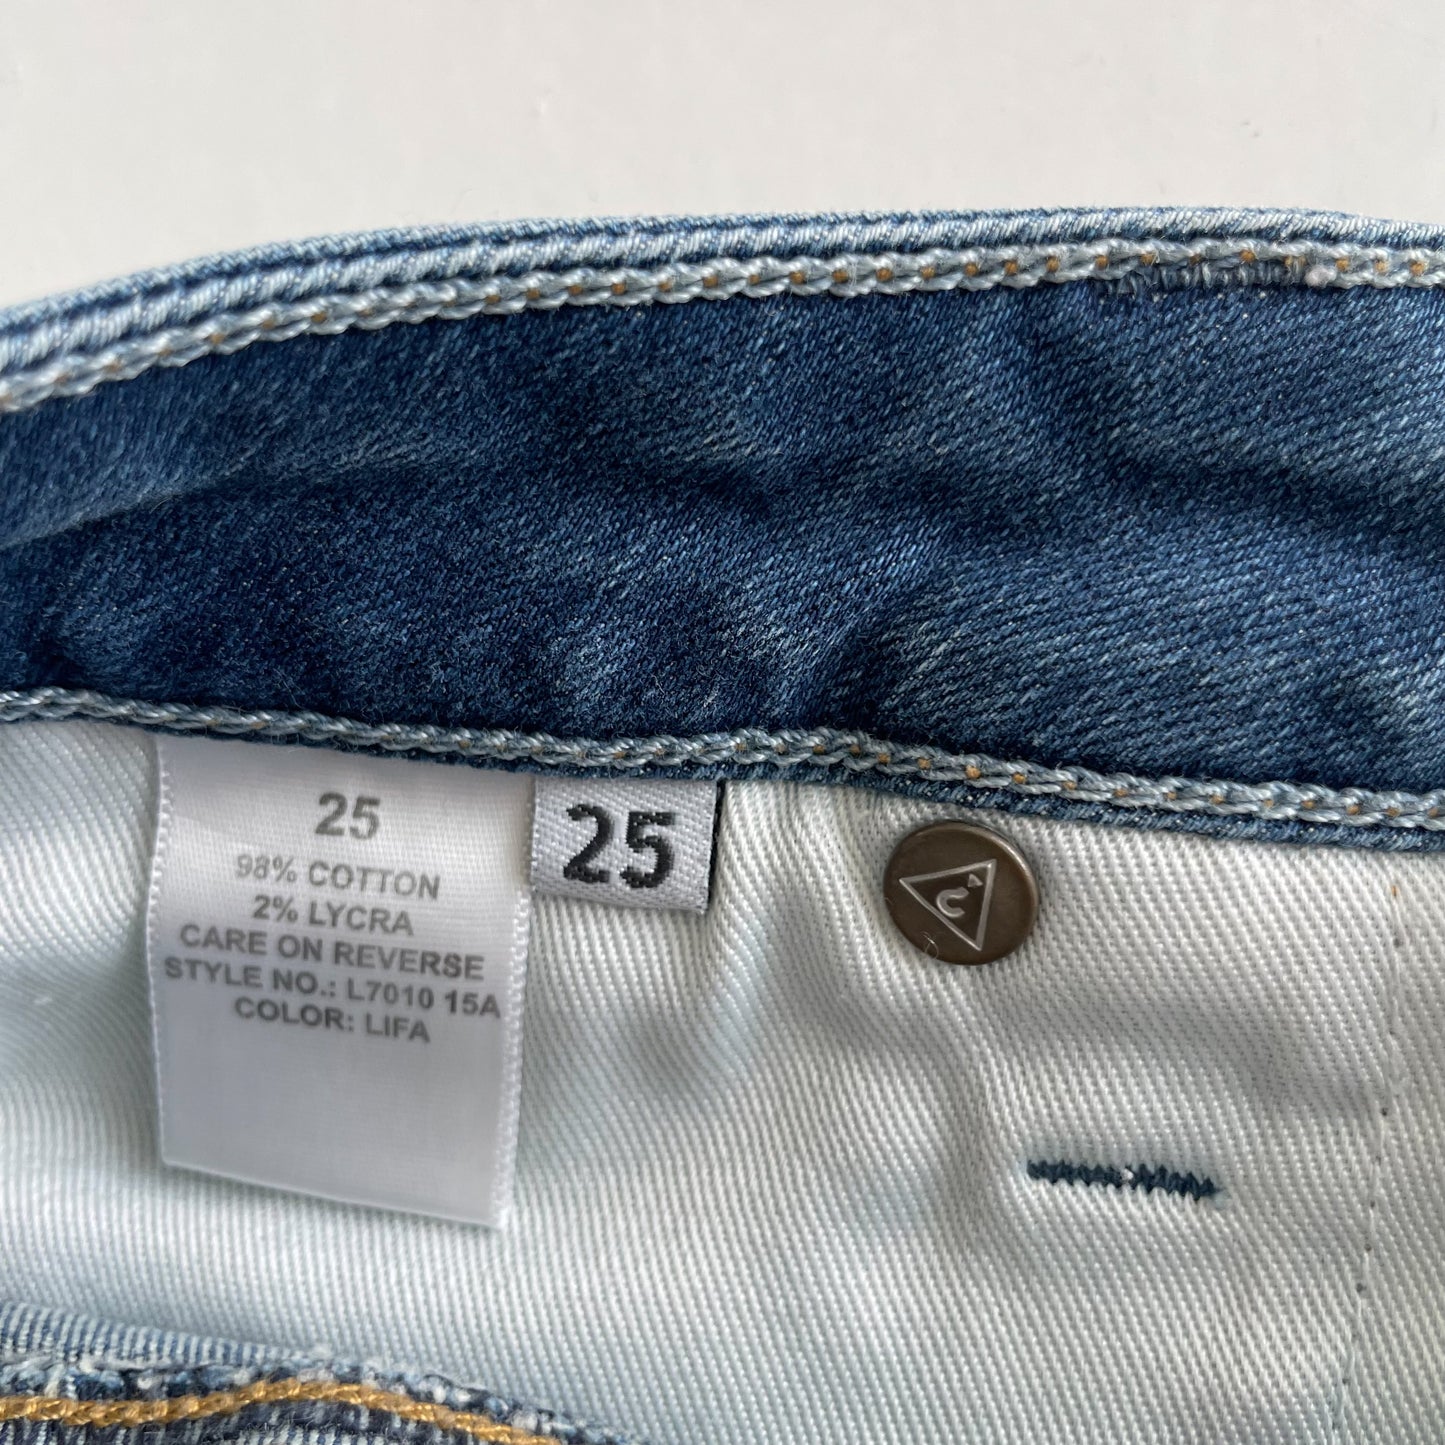 25
98% COTTON
2% LYCRA
CARE ON REVERSE
STYLE NO.: L7010 15A
COLOR: LIFA
25
C